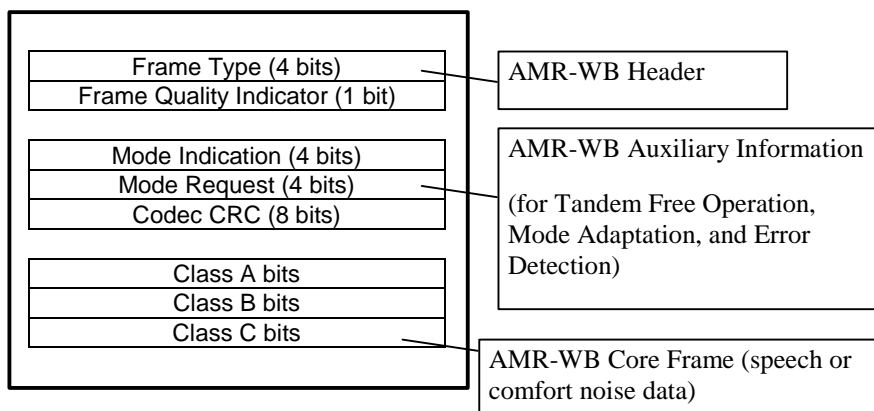 Frame Type (4 bits)
Frame Quality Indicator (1 bit)
AMR-WB Header
Mode Indication (4 bits)
Mode Request (4 bits)
Codec CRC (8 bits)
AMR-WB Auxiliary Information
(for Tandem Free Operation,
Mode Adaptation, and Error
Detection)
Class A bits
Class B bits
Class C bits
AMR-WB Core Frame (speech or
comfort noise data)